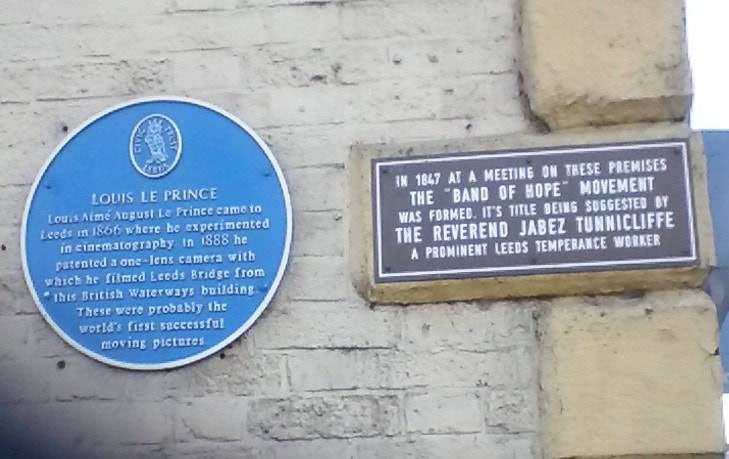 CIVIC TRUST
LEEDS
LOUIS LE PRINCE
Louis Aimé August Le Prince came to
Leeds in 1866 where he experimented
in cinematography. In 1888 he
patented a one-lens camera with
which he filmed Leeds Bridge from
this British Waterways building.
These were probably the
world's first successful
moving pictures
IN 1847 AT A MEETING ON THESE PREMISES
THE "BAND OF HOPE" MOVEMENT
WAS FORMED. IT'S TITLE BEING SUGGESTED BY
THE REVEREND JABEZ TUNNICLIFFE
A PROMINENT LEEDS TEMPERANCE WORKER